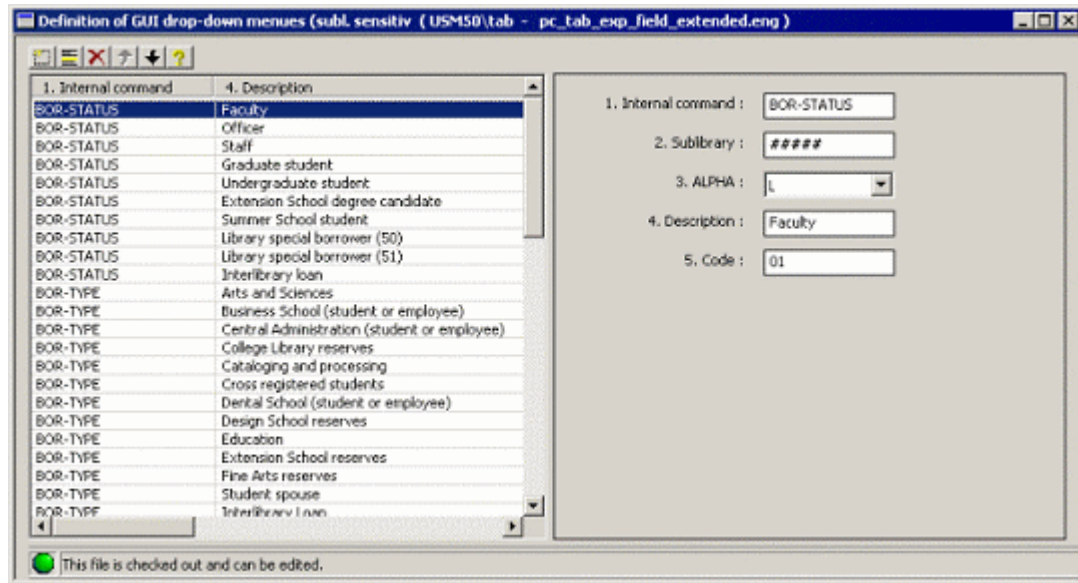 Definition of GUI drop-down menues (subl. sensitiv ( USM50\tab - pc_tab_exp_field_extended.eng )
1. Internal command 4. Description
BOR-STATUS Faculty
BOR-STATUS Officer
BOR-STATUS Staff
BOR-STATUS Graduate student
BOR-STATUS Undergraduate student
BOR-STATUS Extension School degree candidate
BOR-STATUS Summer School student
BOR-STATUS Library special borrower (50)
BOR-STATUS Library special borrower (51)
BOR-STATUS Interlibrary loan
BOR-TYPE Arts and Sciences
BOR-TYPE Business School (student or employee)
BOR-TYPE Central Administration (student or employee)
BOR-TYPE College Library reserves
BOR-TYPE Cataloging and processing
BOR-TYPE Cross registered students
BOR-TYPE Dental School (student or employee)
BOR-TYPE Design School reserves
BOR-TYPE Education
BOR-TYPE Extension School reserves
BOR-TYPE Fine Arts reserves
BOR-TYPE Student spouse
BOR-TYPE Interlibrary Loan
1. Internal command : BOR-STATUS
2. Sublibrary : #####
3. ALPHA : L
4. Description : Faculty
5. Code : 01
This file is checked out and can be edited.